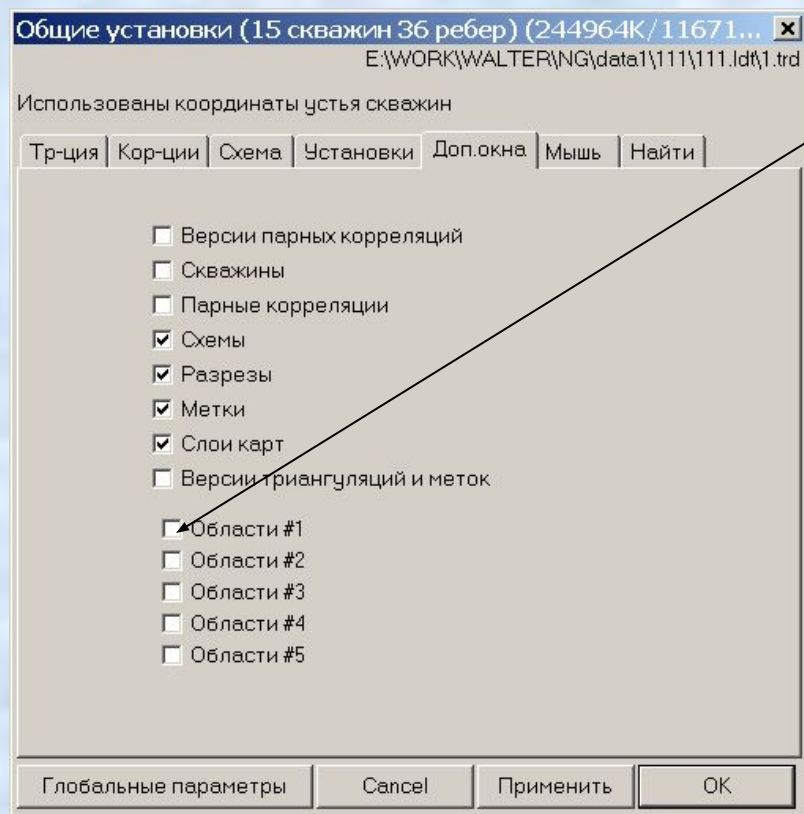 Общие установки (15 скважин 36 ребер) (244964K/11671...
E:\WORK\WALTER\NG\data1\111\111.ldt\1.trd
Использованы координаты устья скважин
Тр-ция Кор-ции Схема Установки Доп.окна Мышь Найти
Версии парных корреляций
Скважины
Парные корреляции
Схемы
Разрезы
Метки
Слои карт
Версии триангуляций и меток
Области #1
Области #2
Области #3
Области #4
Области #5
Глобальные параметры Cancel Применить OK